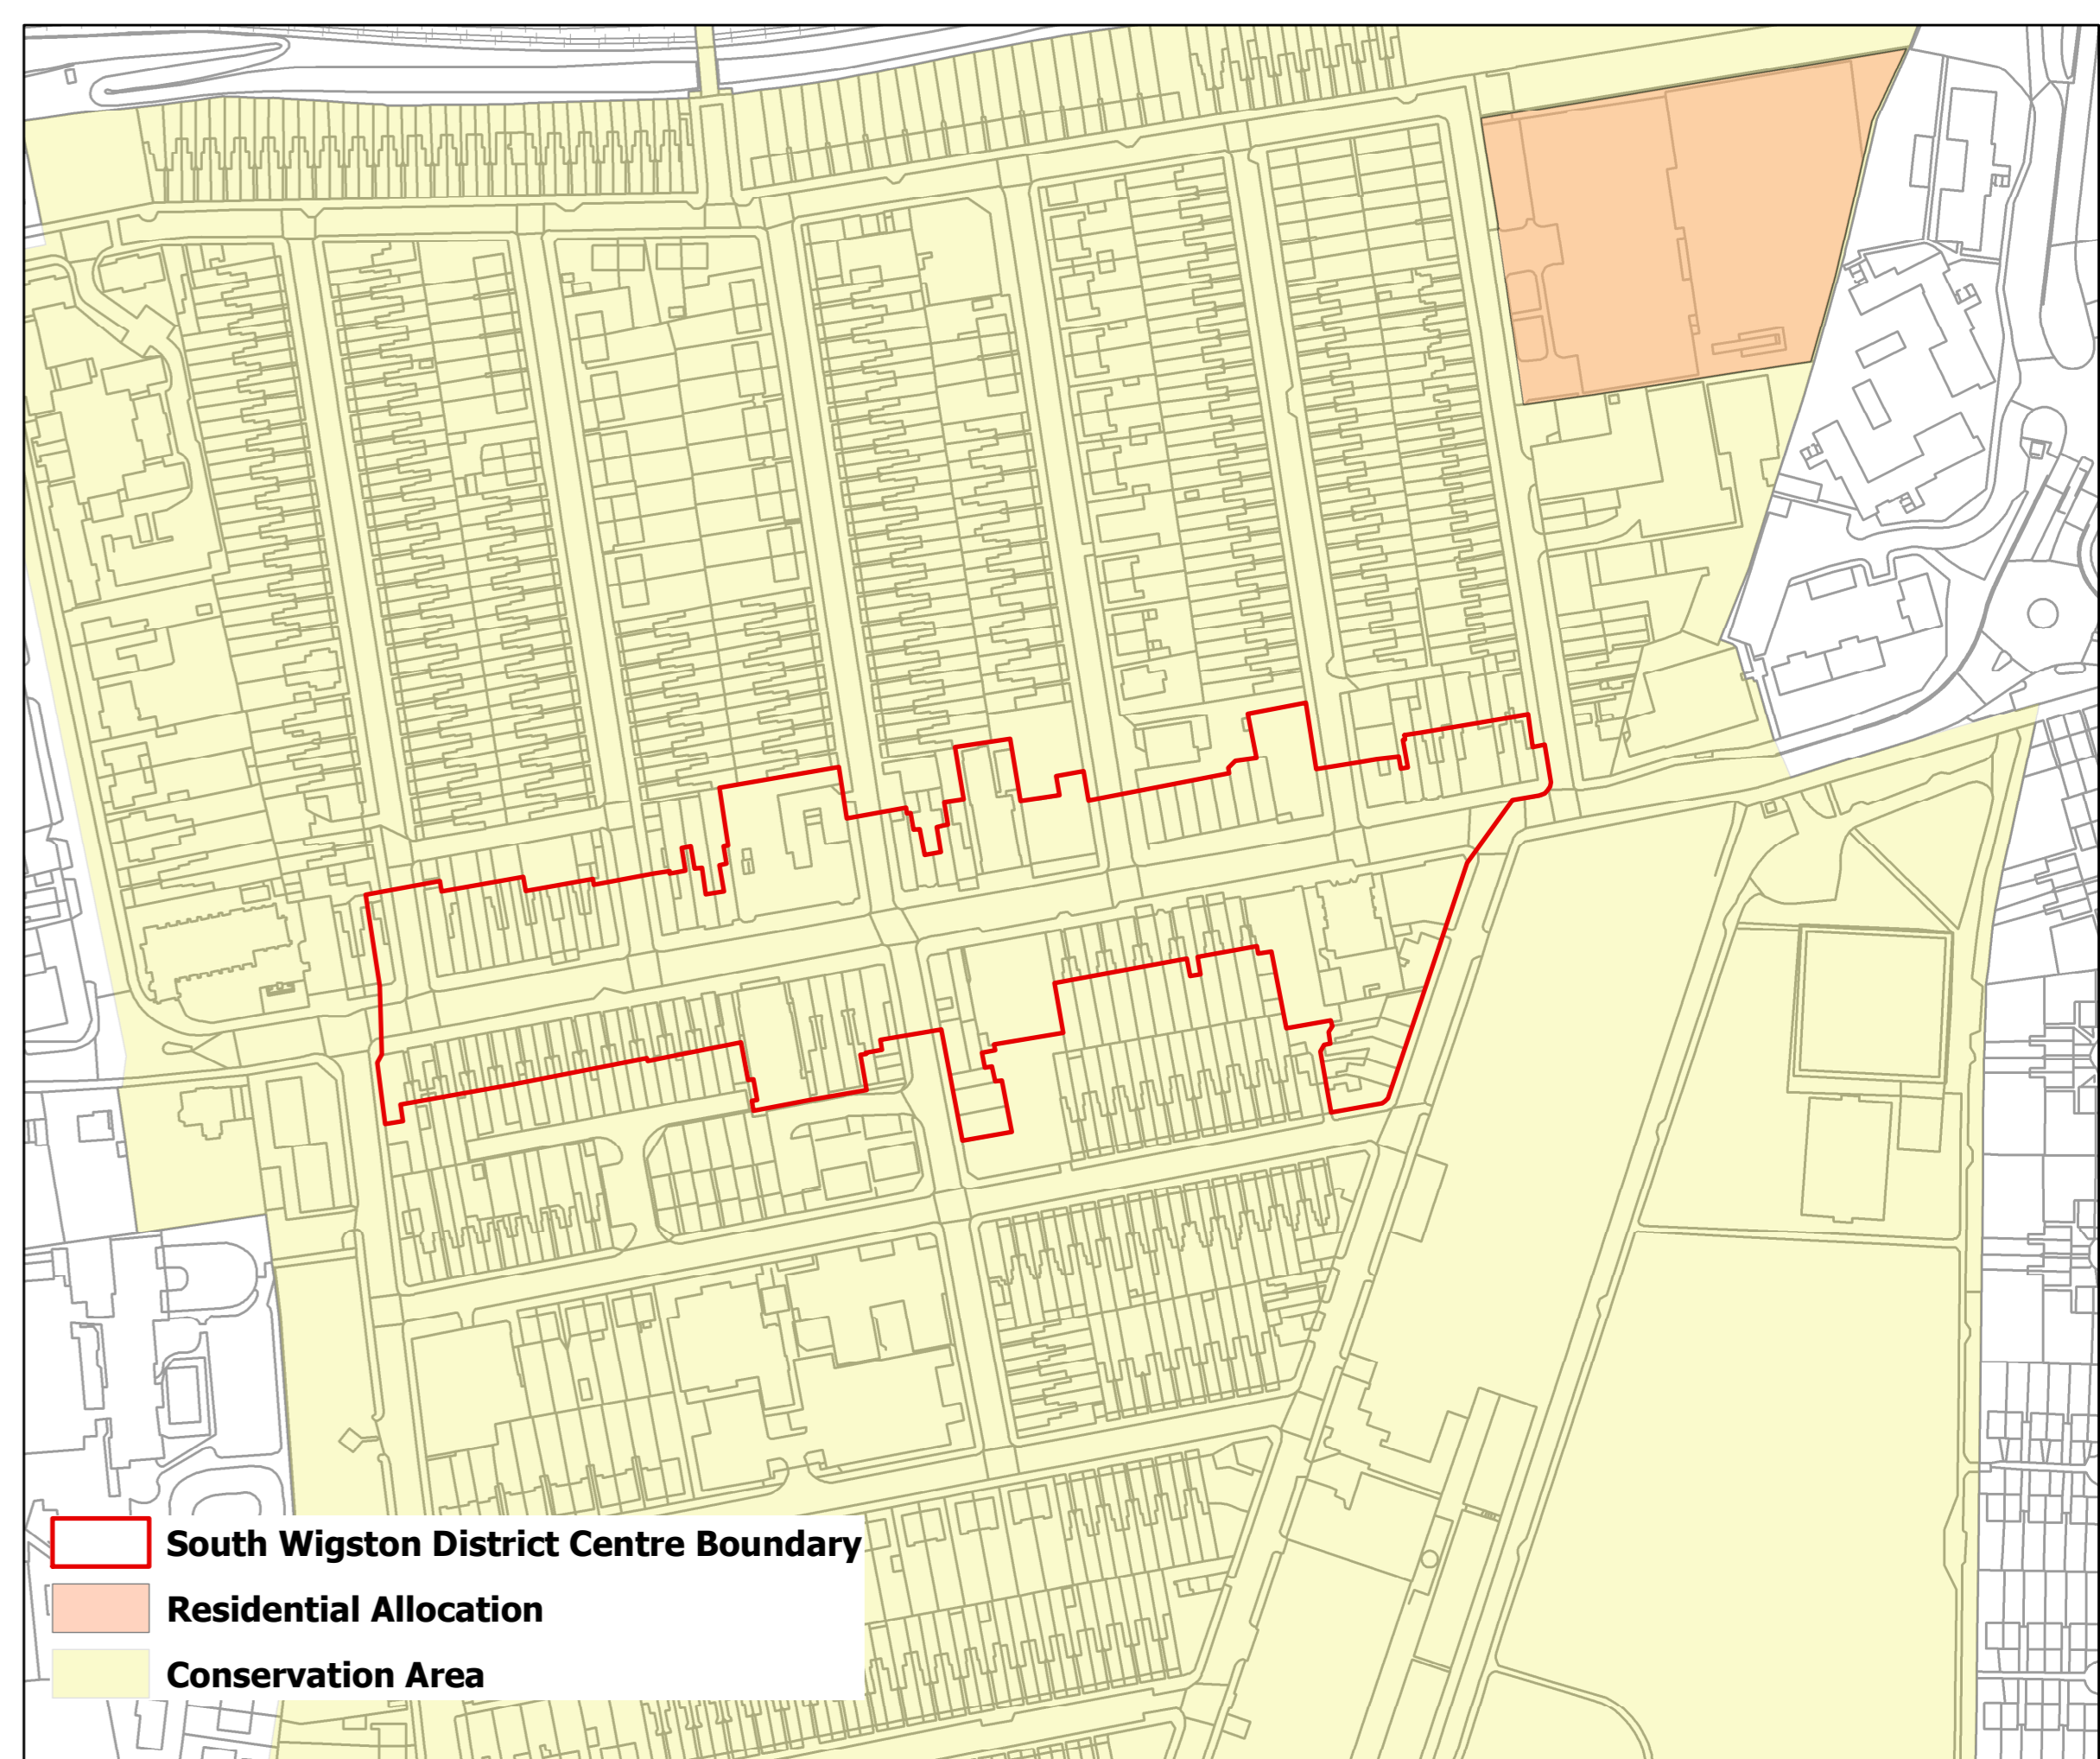 South Wigston District Centre Boundary
Residential Allocation
Conservation Area